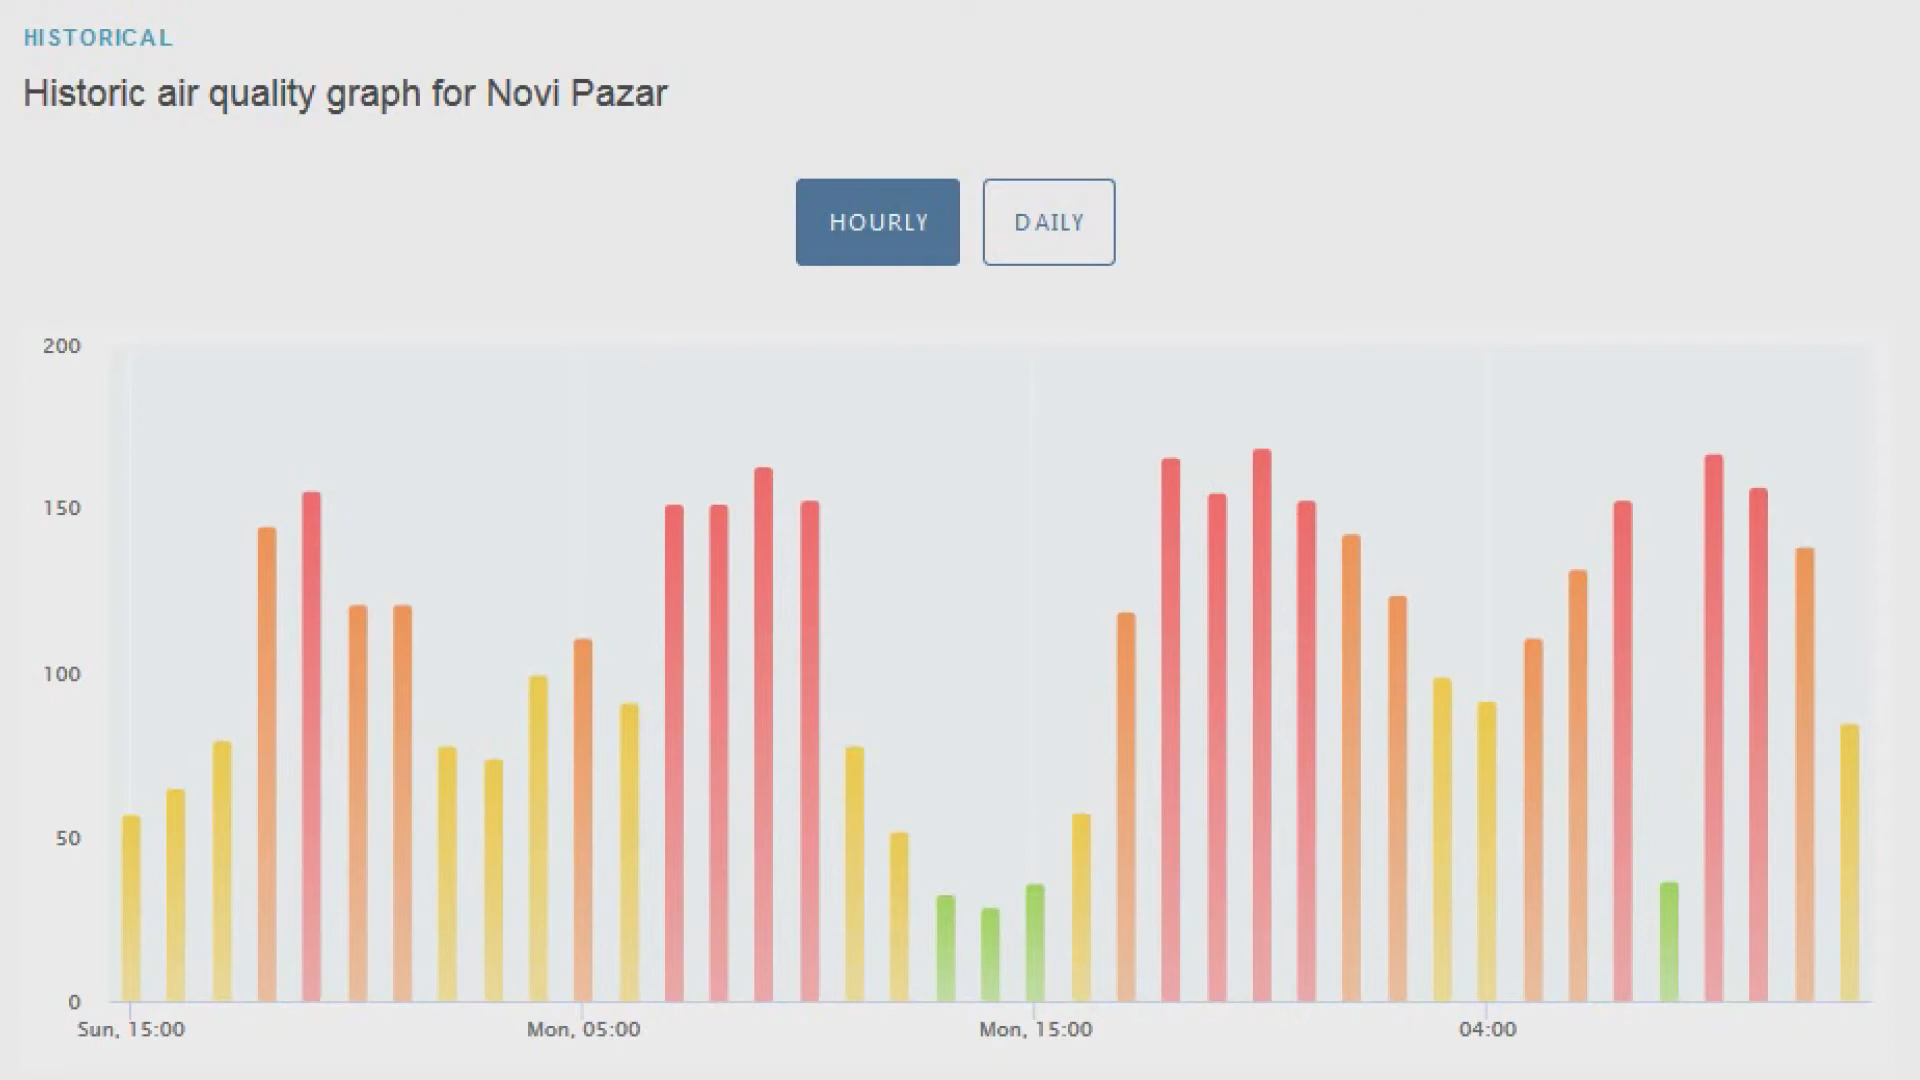 HISTORICAL
Historic air quality graph for Novi Pazar
HOURLY
DAILY
200
150
100
50
0
Sun, 15:00
Mon, 05:00
Mon, 15:00
04:00